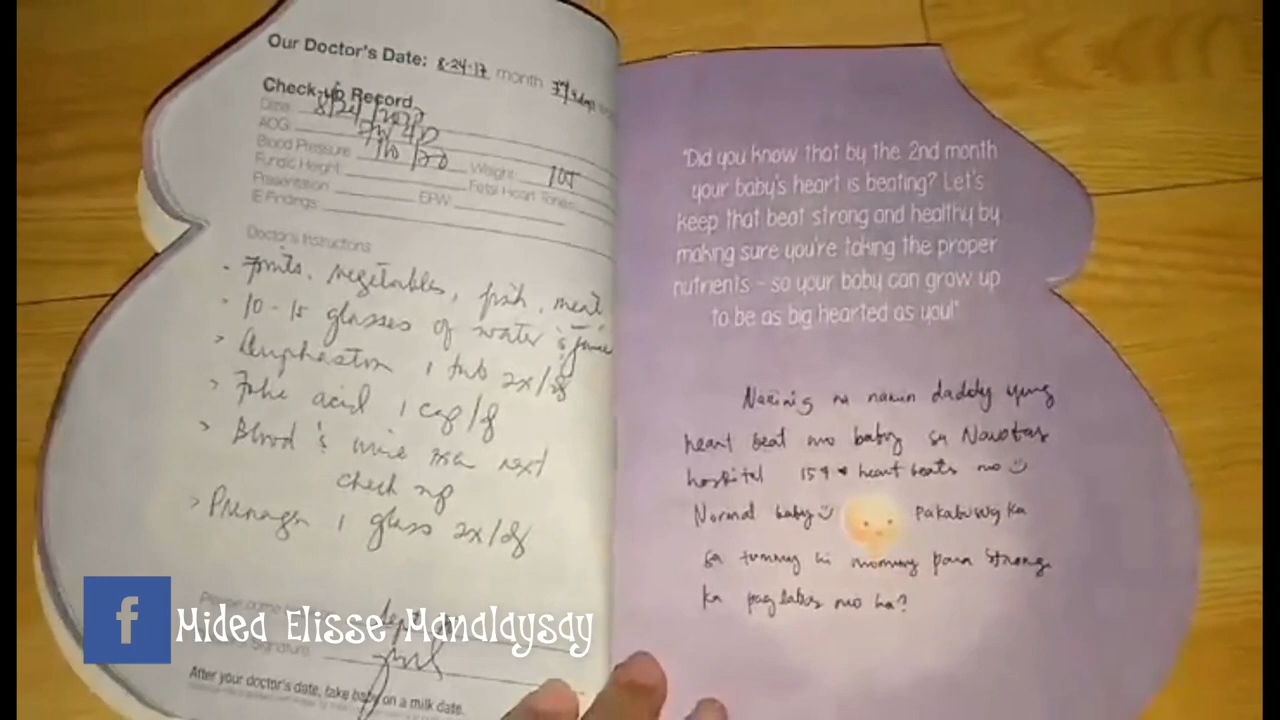 Our Doctor's Date: 8-24-17 month
Check-up Record
Date:
AOG:
Blood Pressure: Weight: 105
Fundic Height: Fetal Heart Tones:
Presentation: EFW:
IE Findings:
Doctor's Instructions
- Fruits, vegetables, fish, meat
- 10-15 glasses of water & juice
> 1 tab 2x/
> Folic acid 1 cap/
> Blood & urine next
check up
> 1 glass 2x/
Signature:
After your doctor's date, take baby on a milk date.
"Did you know that by the 2nd month
your baby's heart is beating? Let's
keep that beat strong and healthy by
making sure you're taking the proper
nutrients - so your baby can grow up
to be as big hearted as you!"
Narinig na namin daddy yung
heart beat mo baby sa Navotas
hospital 159 heart beats mo
Normal baby Pakabusog ka
sa tummy ni mommy para strong
ka pag labas mo ha?
f Midea Elisse Manalaysay